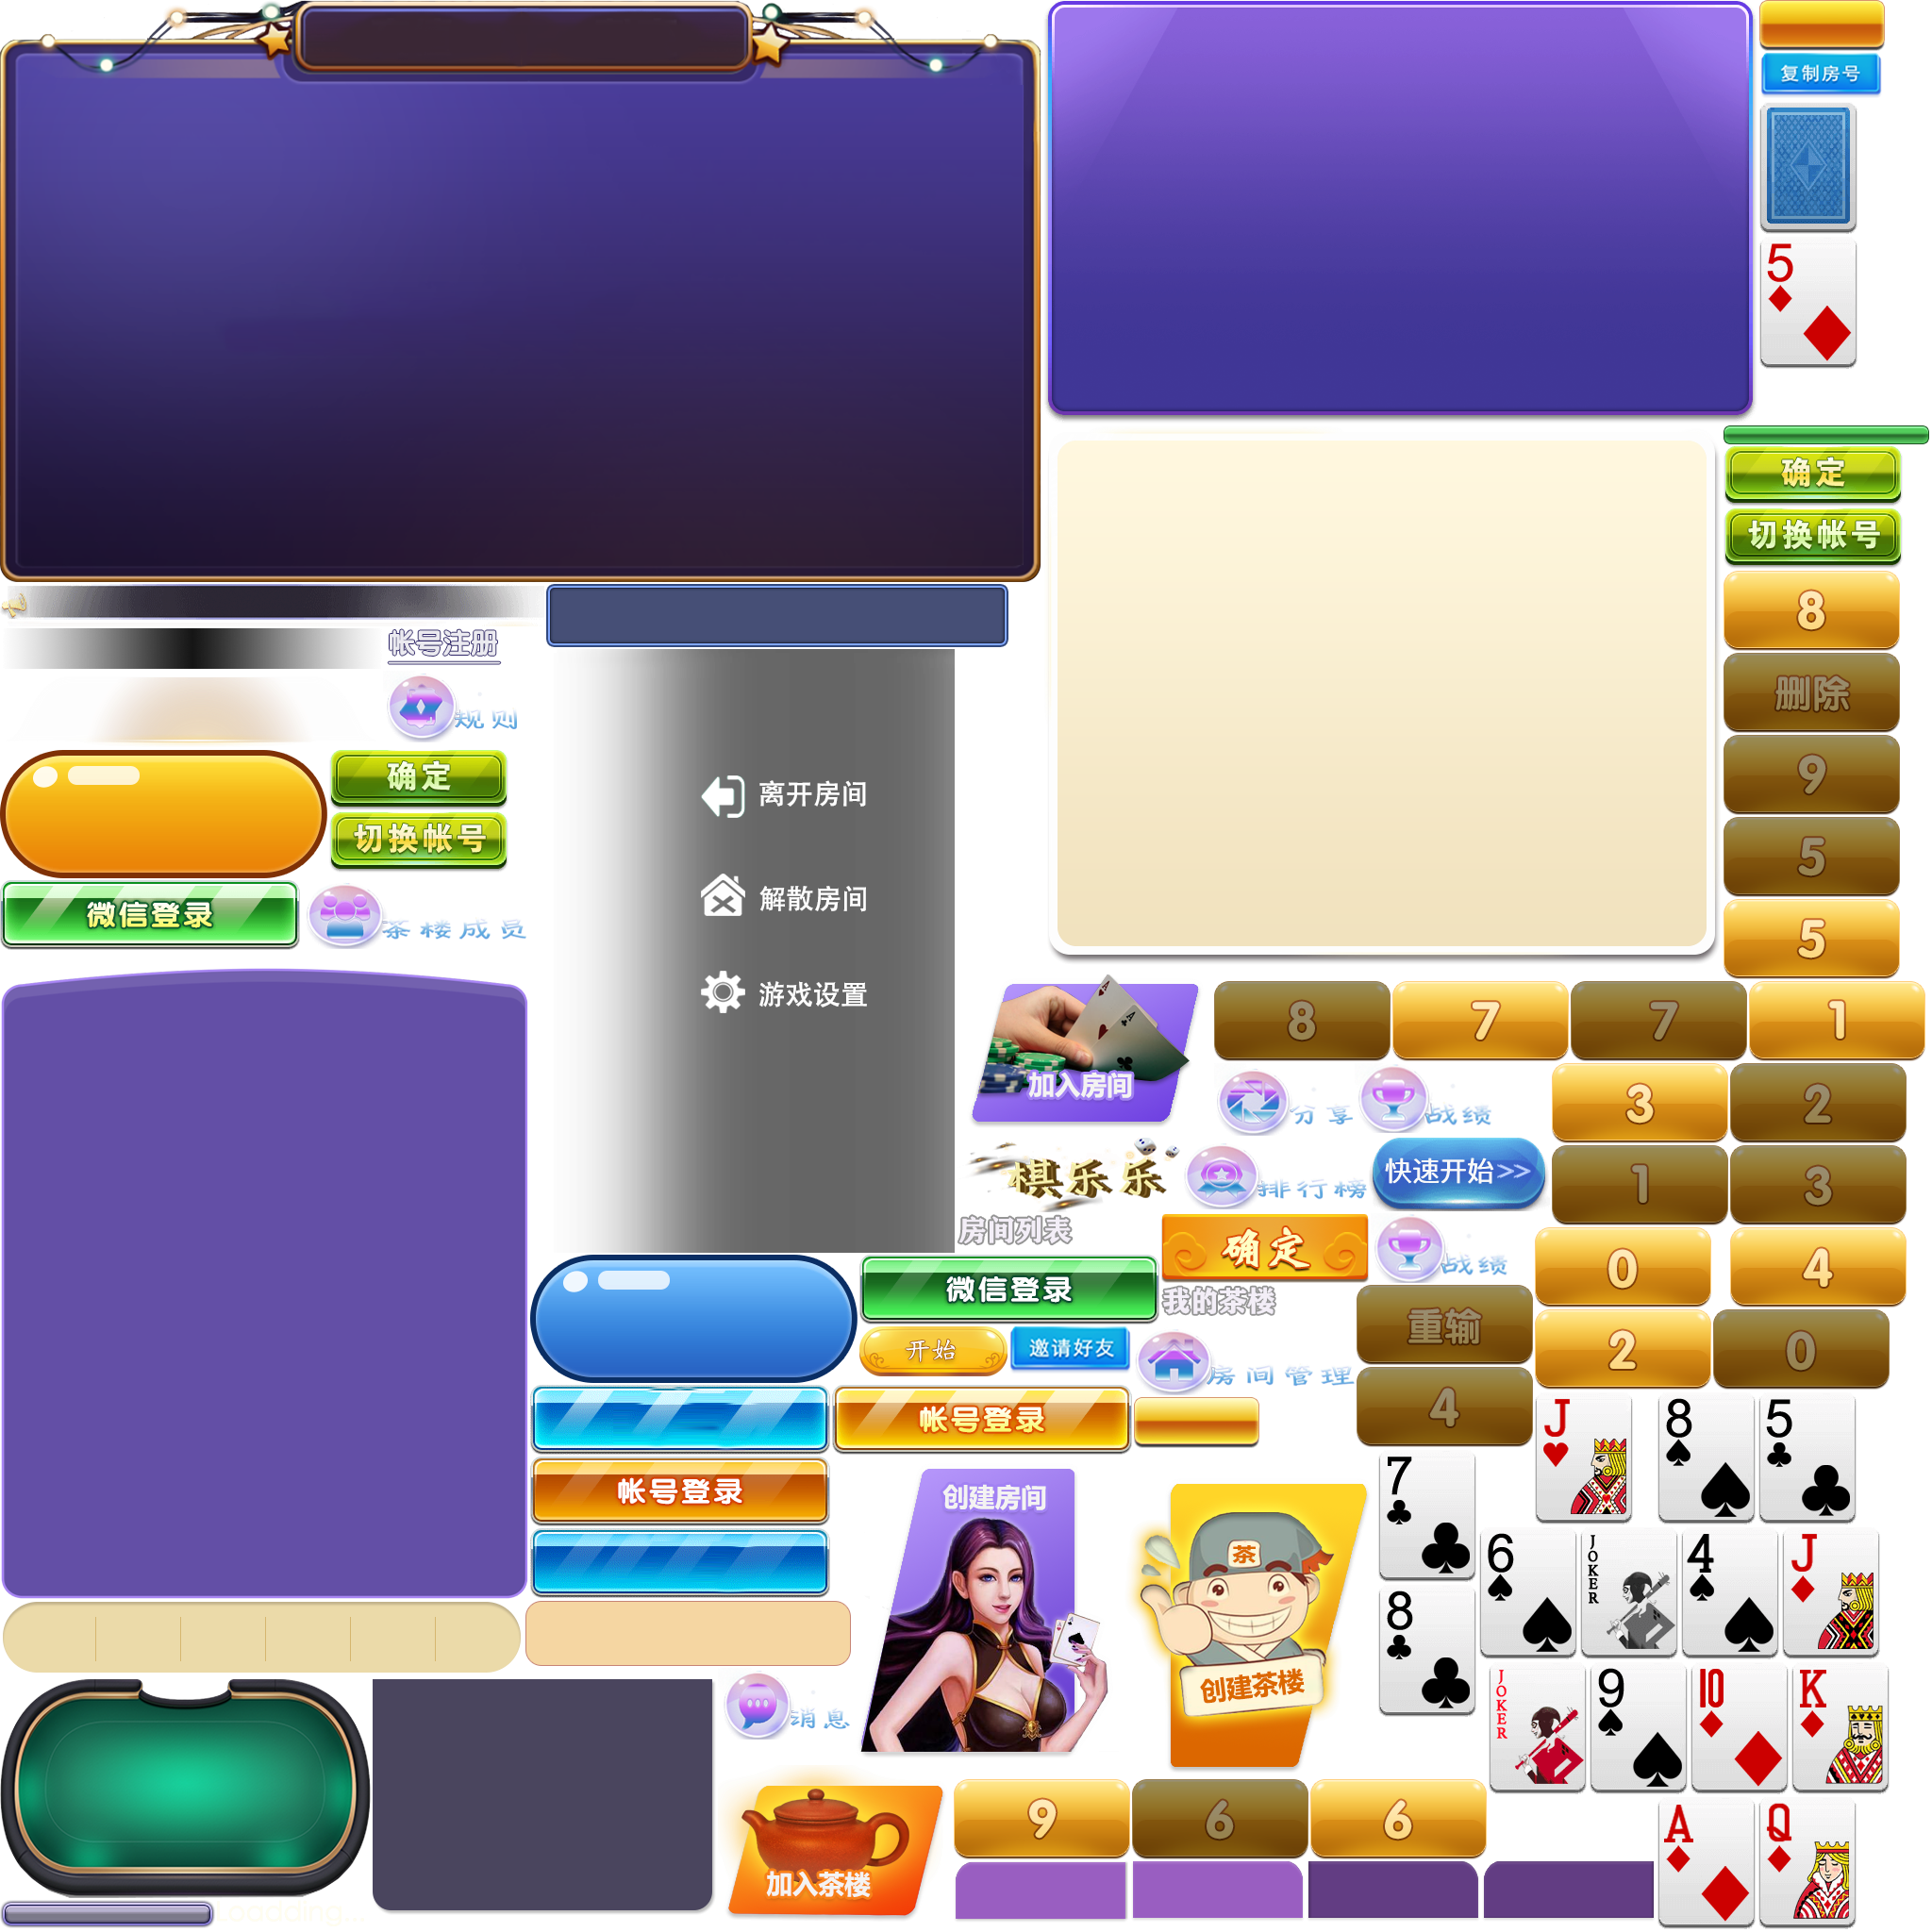 复制房号
5
确定
切换帐号
8
删除
9
5
5
帐号注册
规则
确定
切换帐号
微信登录
茶楼成员
离开房间
解散房间
游戏设置
加入房间
8
7
7
1
分享
战绩
3
2
棋乐乐
排行榜
快速开始>>
1
3
房间列表
确定
战绩
0
4
微信登录
我的茶楼
重输
2
0
开始
邀请好友
房间管理
4
帐号登录
帐号登录
J
8
5
7
创建房间
茶
创建茶楼
6
JOKER
4
J
8
JOKER
9
10
K
消息
加入茶楼
9
6
6
A
Q